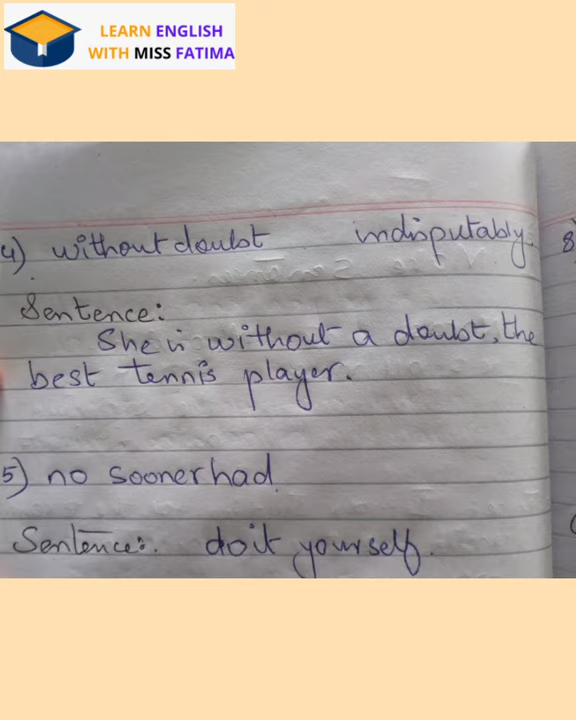 LEARN ENGLISH
WITH MISS FATIMA
4) without doubt indisputably.
8)
Sentence:
She is without a doubt, the
best tennis player.
5) no sooner had
Sentence:. do it yourself.